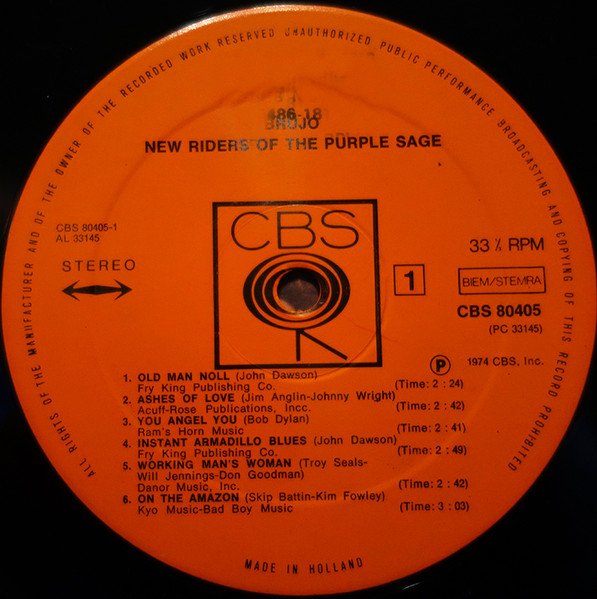 ALL RIGHTS OF THE MANUFACTURER AND OF THE OWNER OF THE RECORDED WORK RESERVED UNAUTHORIZED PUBLIC PERFORMANCE BROADCASTING AND COPYING OF THIS RECORD PROHIBITED
486-18
BRUJO
NEW RIDERS OF THE PURPLE SAGE
CBS 80405-1
AL 33145
STEREO
CBS
1
33⅓ RPM
BIEM/STEMRA
CBS 80405
(PC 33145)
Ⓟ 1974 CBS, Inc.
1. OLD MAN NOLL (John Dawson)
Fry King Publishing Co. (Time: 2 : 24)
2. ASHES OF LOVE (Jim Anglin-Johnny Wright)
Acuff-Rose Publications, Incc. (Time: 2 : 42)
3. YOU ANGEL YOU (Bob Dylan)
Ram's Horn Music (Time: 2 : 41)
4. INSTANT ARMADILLO BLUES (John Dawson)
Fry King Publishing Co. (Time: 2 : 49)
5. WORKING MAN'S WOMAN (Troy Seals-
Will Jennings-Don Goodman)
Danor Music, Inc. (Time: 2 : 42)
6. ON THE AMAZON (Skip Battin-Kim Fowley)
Kyo Music-Bad Boy Music (Time: 3 : 03)
MADE IN HOLLAND